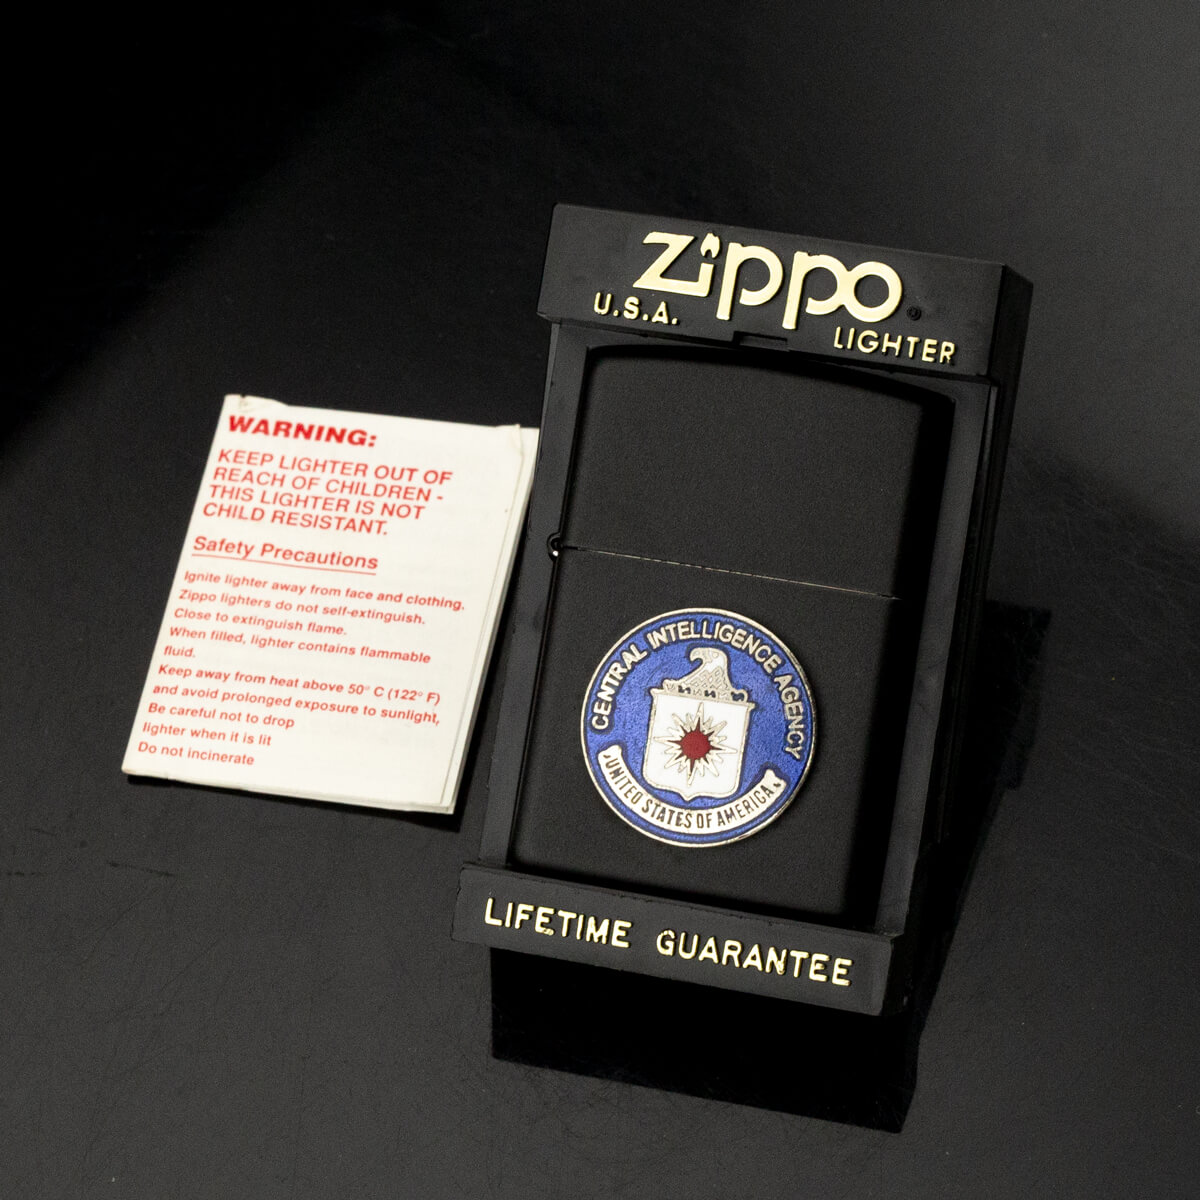 zippo®
U.S.A.
LIGHTER
WARNING:
KEEP LIGHTER OUT OF
REACH OF CHILDREN -
THIS LIGHTER IS NOT
CHILD RESISTANT.
Safety Precautions
Ignite lighter away from face and clothing.
Zippo lighters do not self-extinguish.
Close to extinguish flame.
When filled, lighter contains flammable
fluid.
Keep away from heat above 50° C (122° F)
and avoid prolonged exposure to sunlight,
Be careful not to drop
lighter when it is lit
Do not incinerate
CENTRAL INTELLIGENCE AGENCY
UNITED STATES OF AMERICA
LIFETIME GUARANTEE